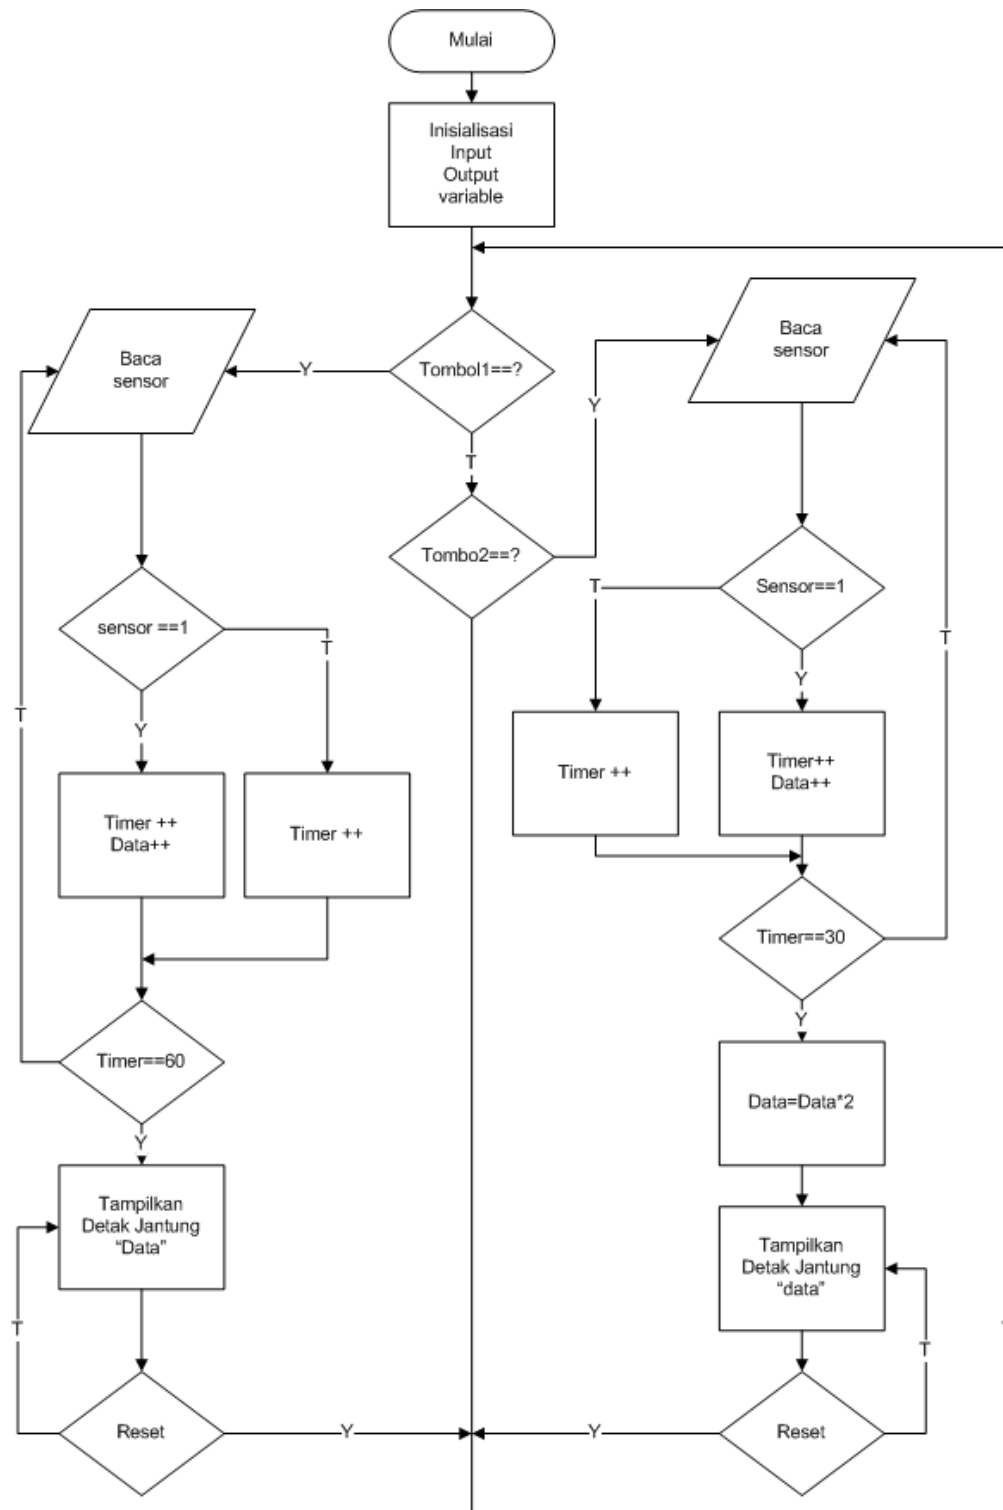 Mulai
Inisialisasi
Input
Output
variable
Tombol1==?
Y
T
Baca
sensor
sensor ==1
Y
T
Timer ++
Data++
Timer ++
Timer==60
T
Y
Tampilkan
Detak Jantung
“Data”
T
Reset
Y
Tombo2==?
Y
Baca
sensor
Sensor==1
T
Y
Timer ++
Timer++
Data++
Timer==30
T
Y
Data=Data*2
Tampilkan
Detak Jantung
“data”
T
Reset
Y